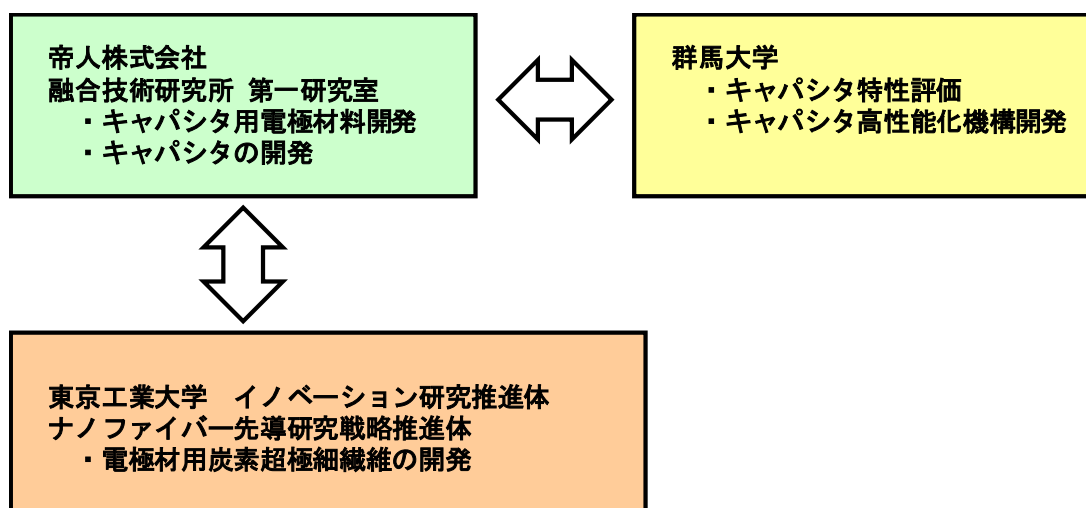 帝人株式会社
融合技術研究所 第一研究室
・キャパシタ用電極材料開発
・キャパシタの開発
群馬大学
・キャパシタ特性評価
・キャパシタ高性能化機構開発
東京工業大学　イノベーション研究推進体
ナノファイバー先導研究戦略推進体
・電極材用炭素超極細繊維の開発